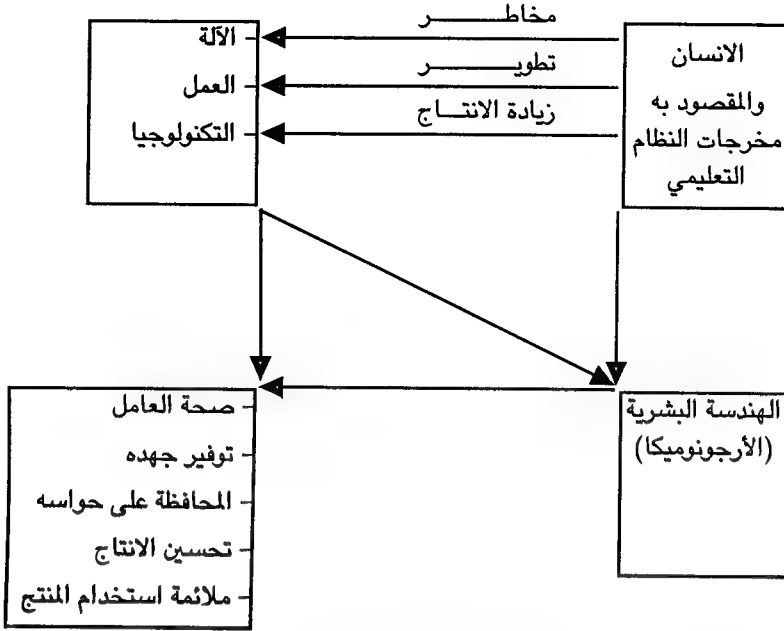 الانسان
والمقصود به
مخرجات النظام
التعليمي
مخاطـــــــر
تطويـــــــر
زيادة الانتـــاج
- الآلة
- العمل
- التكنولوجيا
الهندسة البشرية
(الأرجونوميكا)
- صحة العامل
- توفير جهده
- المحافظة على حواسه
- تحسين الانتاج
- ملائمة استخدام المنتج